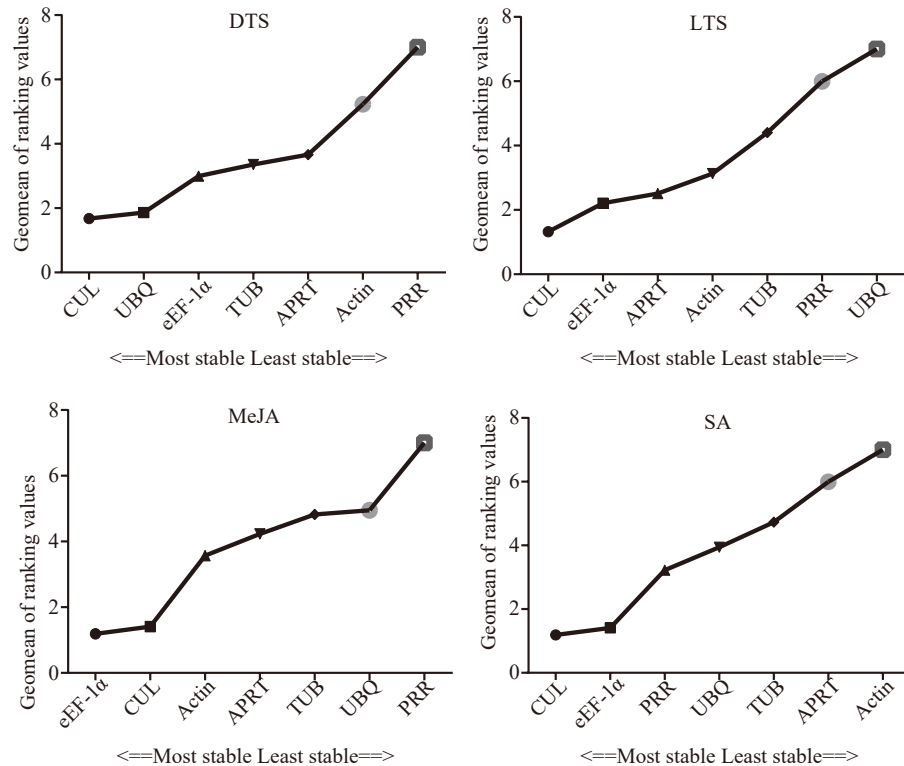 DTS
Geomean of ranking values
8
6
4
2
0
CUL
UBQ
eEF-1α
TUB
APRT
Actin
PRR
<==Most stable Least stable==>
LTS
Geomean of ranking values
8
6
4
2
0
CUL
eEF-1α
APRT
Actin
TUB
PRR
UBQ
<==Most stable Least stable==>
MeJA
Geomean of ranking values
8
6
4
2
0
eEF-1α
CUL
Actin
APRT
TUB
UBQ
PRR
<==Most stable Least stable==>
SA
Geomean of ranking values
8
6
4
2
0
CUL
eEF-1α
PRR
UBQ
TUB
APRT
Actin
<==Most stable Least stable==>